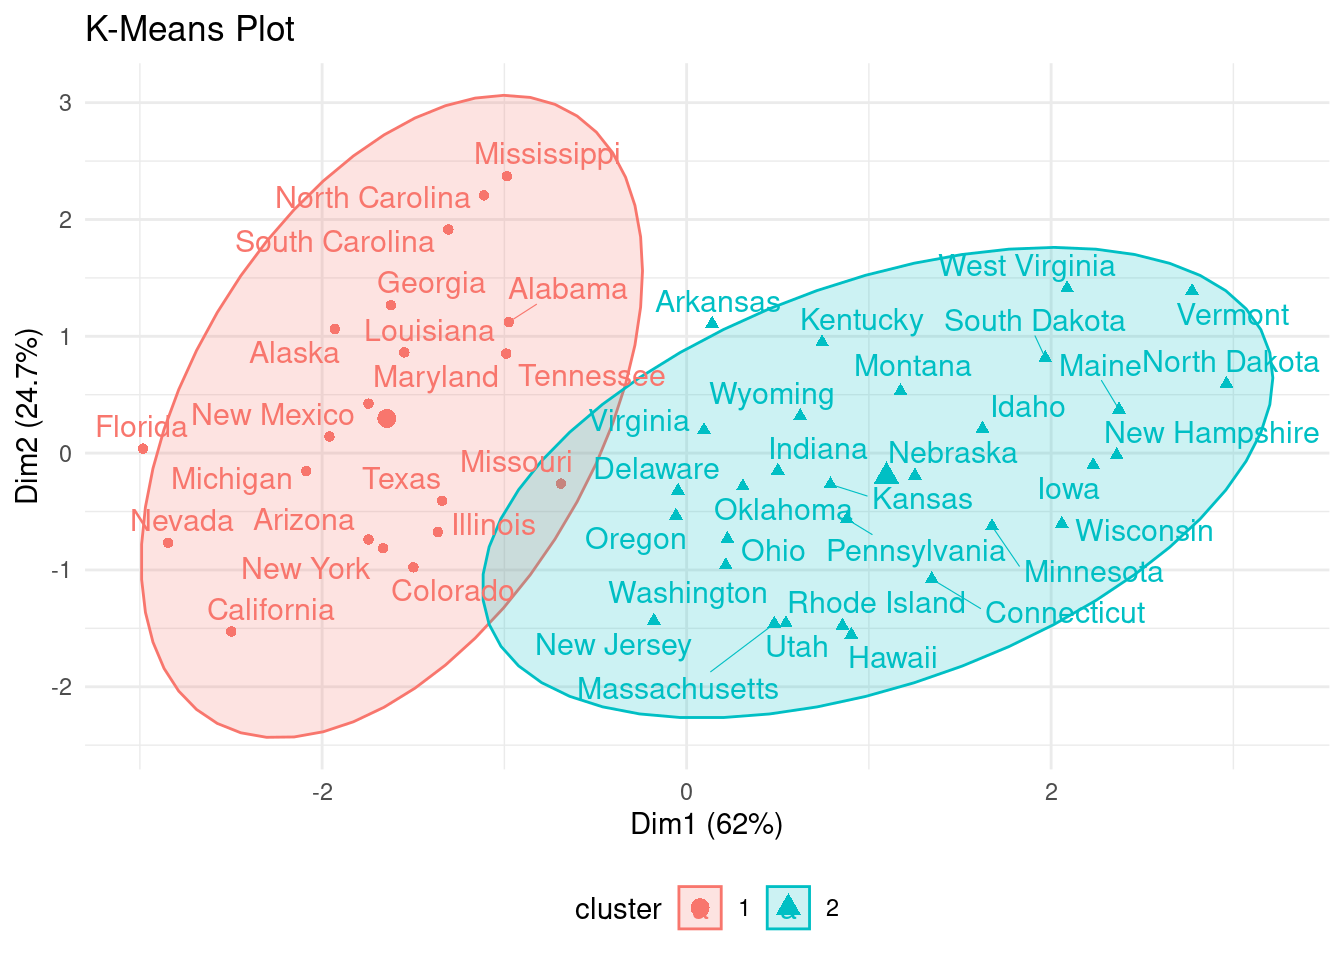 K-Means Plot
3
2
1
0
-1
-2
Dim2 (24.7%)
Mississippi
North Carolina
South Carolina
Georgia
Alabama
Louisiana
Alaska
Maryland
Tennessee
New Mexico
Florida
Michigan
Texas
Missouri
Nevada
Arizona
Illinois
New York
Colorado
California
West Virginia
Arkansas
Vermont
Kentucky
South Dakota
Montana
Maine
North Dakota
Wyoming
Idaho
Virginia
New Hampshire
Indiana
Nebraska
Delaware
Iowa
Oklahoma
Kansas
Oregon
Ohio
Pennsylvania
Wisconsin
Minnesota
Washington
Rhode Island
Connecticut
New Jersey
Utah
Hawaii
Massachusetts
-2
0
2
Dim1 (62%)
cluster
a
1
a
2